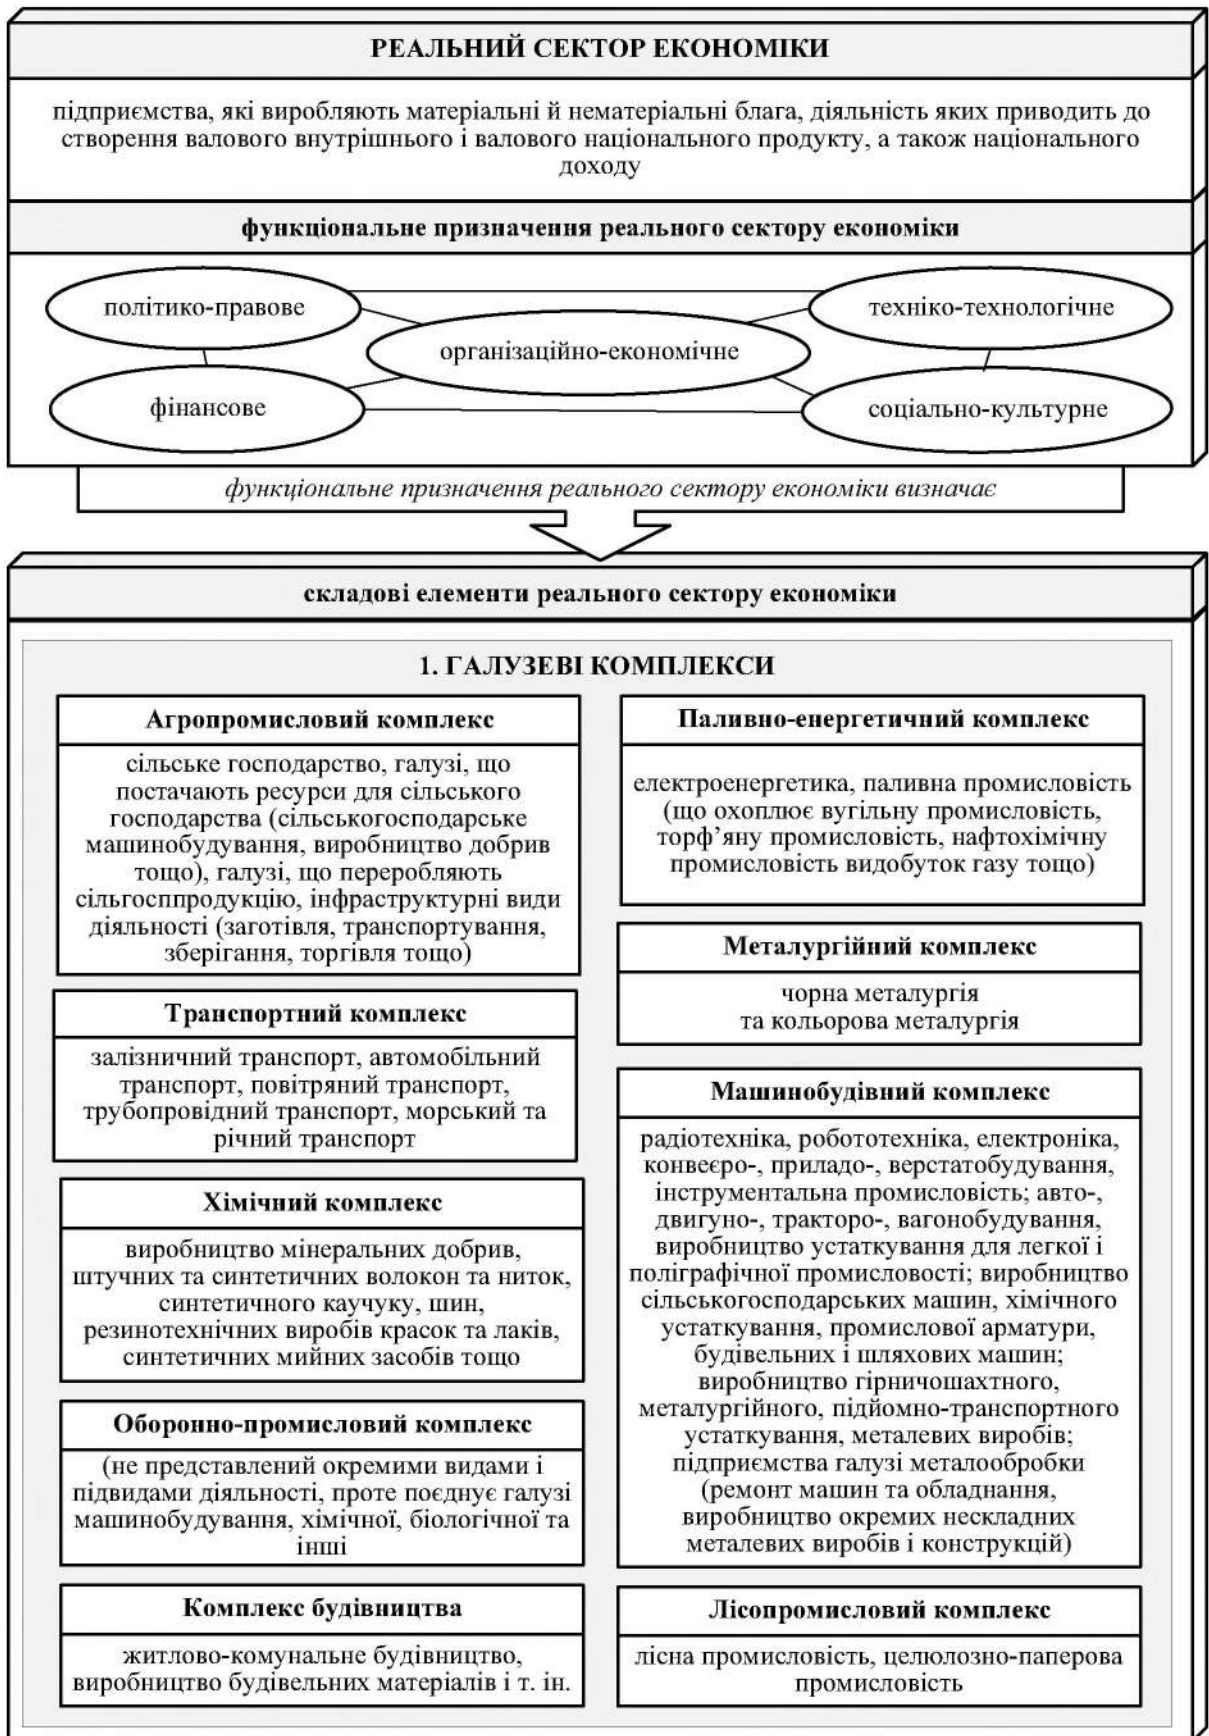 РЕАЛЬНИЙ СЕКТОР ЕКОНОМІКИ
підприємства, які виробляють матеріальні й нематеріальні блага, діяльність яких приводить до
створення валового внутрішнього і валового національного продукту, а також національного
доходу
функціональне призначення реального сектору економіки
політико-правове
техніко-технологічне
організаційно-економічне
фінансове
соціально-культурне
функціональне призначення реального сектору економіки визначає
складові елементи реального сектору економіки
1. ГАЛУЗЕВІ КОМПЛЕКСИ
Агропромисловий комплекс
сільське господарство, галузі, що
постачають ресурси для сільського
господарства (сільськогосподарське
машинобудування, виробництво добрив
тощо), галузі, що переробляють
сільгосппродукцію, інфраструктурні види
діяльності (заготівля, транспортування,
зберігання, торгівля тощо)
Транспортний комплекс
залізничний транспорт, автомобільний
транспорт, повітряний транспорт,
трубопровідний транспорт, морський та
річний транспорт
Хімічний комплекс
виробництво мінеральних добрив,
штучних та синтетичних волокон та ниток,
синтетичного каучуку, шин,
резинотехнічних виробів красок та лаків,
синтетичних мийних засобів тощо
Оборонно-промисловий комплекс
(не представлений окремими видами і
підвидами діяльності, проте поєднує галузі
машинобудування, хімічної, біологічної та
інші
Комплекс будівництва
житлово-комунальне будівництво,
виробництво будівельних матеріалів і т. ін.
Паливно-енергетичний комплекс
електроенергетика, паливна промисловість
(що охоплює вугільну промисловість,
торф’яну промисловість, нафтохімічну
промисловість видобуток газу тощо)
Металургійний комплекс
чорна металургія
та кольорова металургія
Машинобудівний комплекс
радіотехніка, робототехніка, електроніка,
конвеєро-, приладо-, верстатобудування,
інструментальна промисловість; авто-,
двигуно-, тракторо-, вагонобудування,
виробництво устаткування для легкої і
поліграфічної промисловості; виробництво
сільськогосподарських машин, хімічного
устаткування, промислової арматури,
будівельних і шляхових машин;
виробництво гірничошахтного,
металургійного, підйомно-транспортного
устаткування, металевих виробів;
підприємства галузі металообробки
(ремонт машин та обладнання,
виробництво окремих нескладних
металевих виробів і конструкцій)
Лісопромисловий комплекс
лісна промисловість, целюлозно-паперова
промисловість